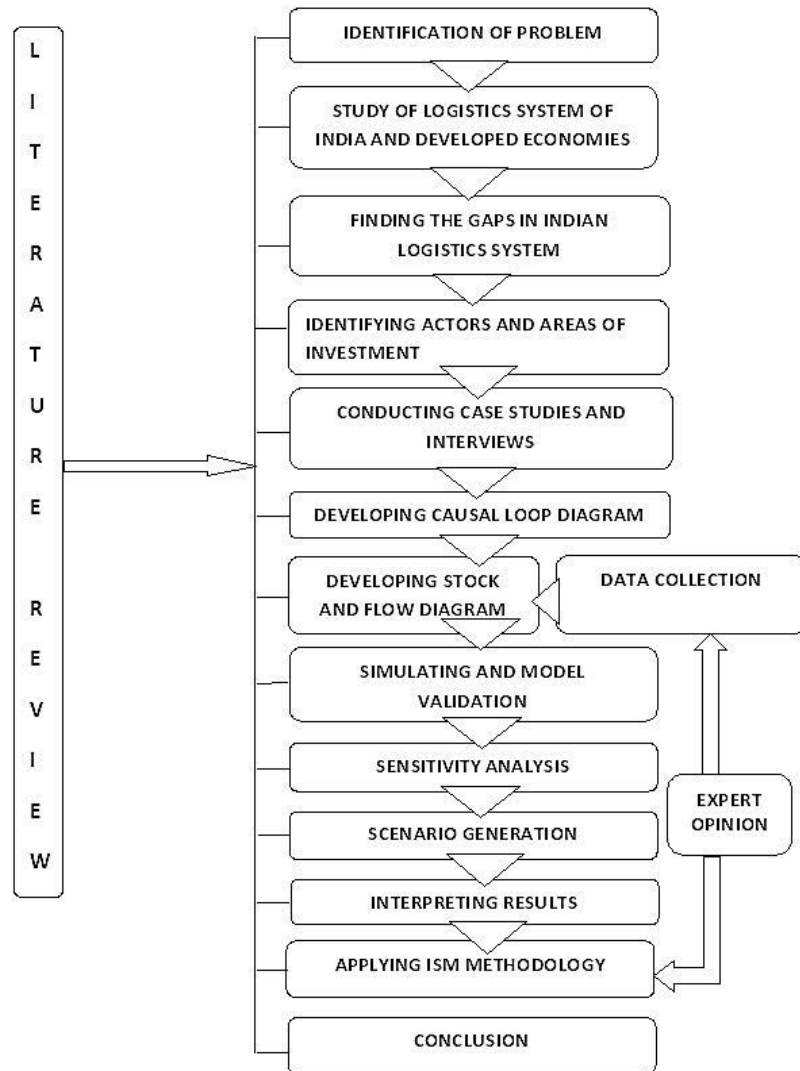 LITERATURE REVIEW
IDENTIFICATION OF PROBLEM
STUDY OF LOGISTICS SYSTEM OF
INDIA AND DEVELOPED ECONOMIES
FINDING THE GAPS IN INDIAN
LOGISTICS SYSTEM
IDENTIFYING ACTORS AND AREAS OF
INVESTMENT
CONDUCTING CASE STUDIES AND
INTERVIEWS
DEVELOPING CAUSAL LOOP DIAGRAM
DEVELOPING STOCK
AND FLOW DIAGRAM
DATA COLLECTION
SIMULATING AND MODEL
VALIDATION
SENSITIVITY ANALYSIS
EXPERT
OPINION
SCENARIO GENERATION
INTERPRETING RESULTS
APPLYING ISM METHODOLOGY
CONCLUSION